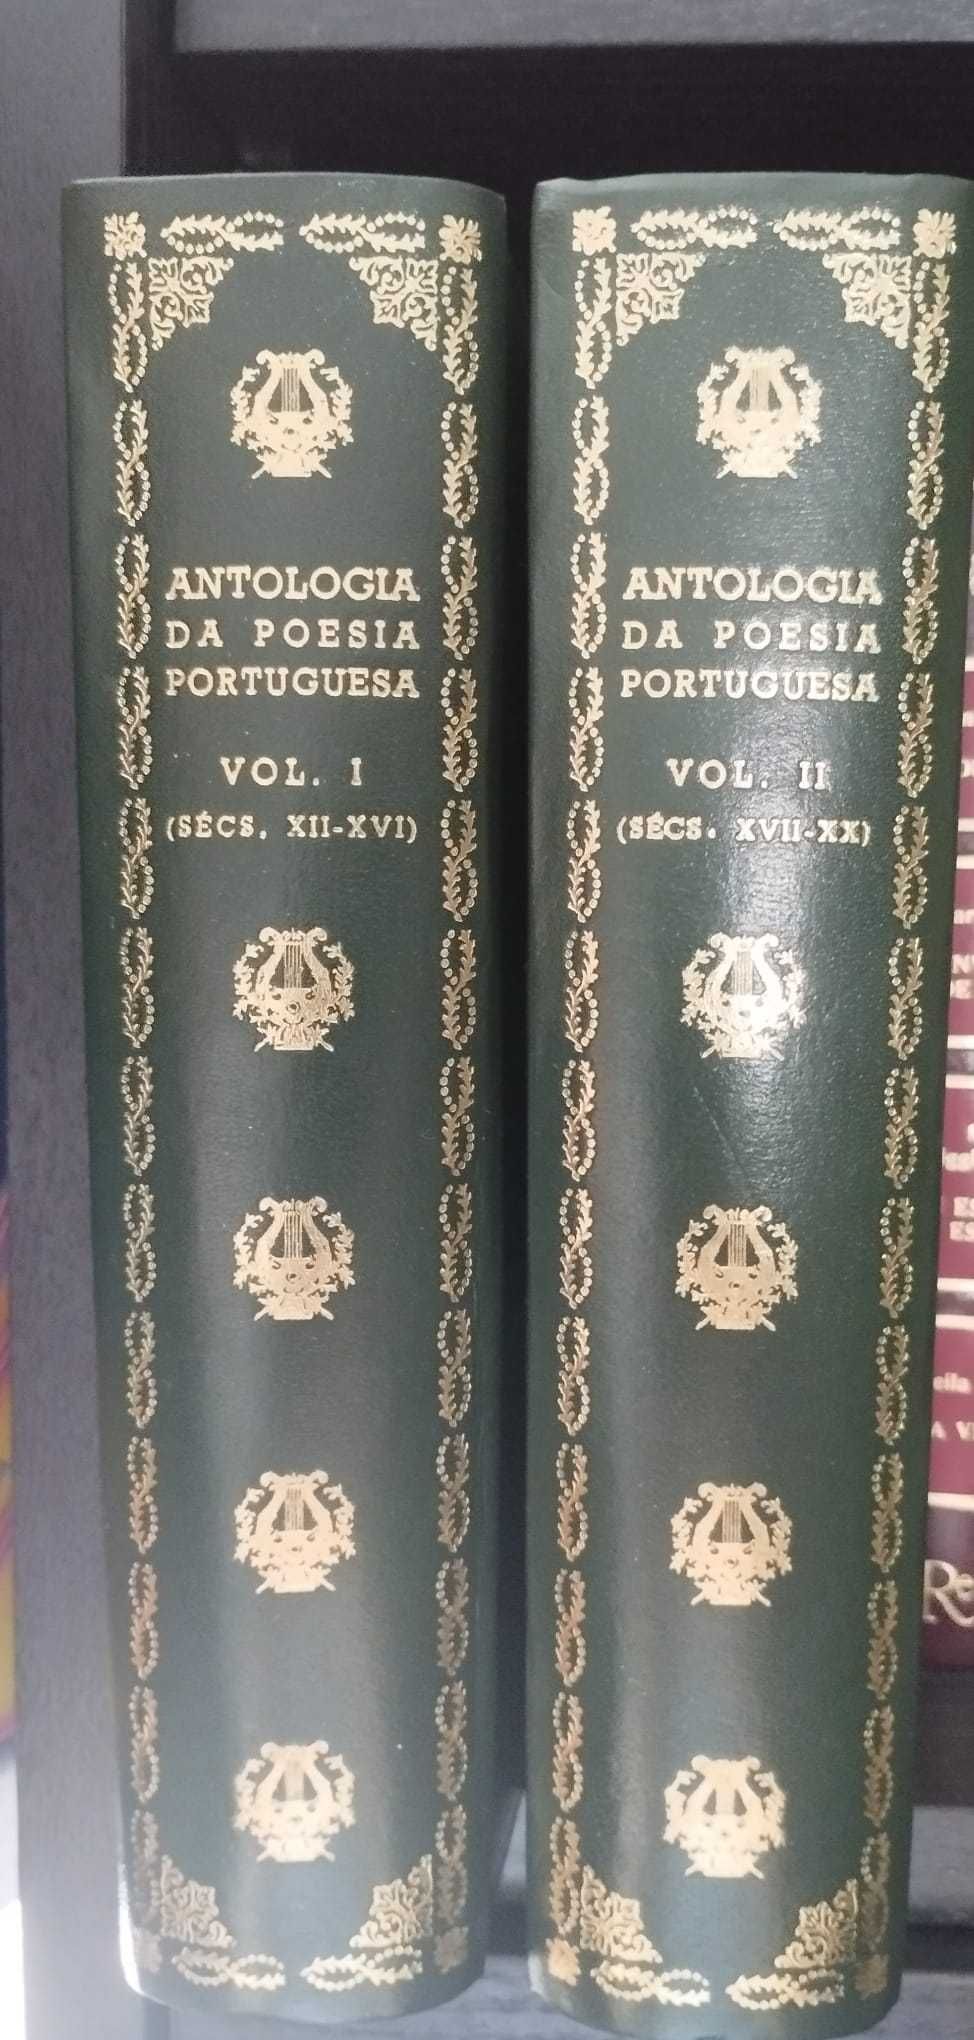 ANTOLOGIA
DA POESIA
PORTUGUESA
VOL. I
(SÉCS. XII-XVI)
ANTOLOGIA
DA POESIA
PORTUGUESA
VOL. II
(SÉCS. XVII-XX)